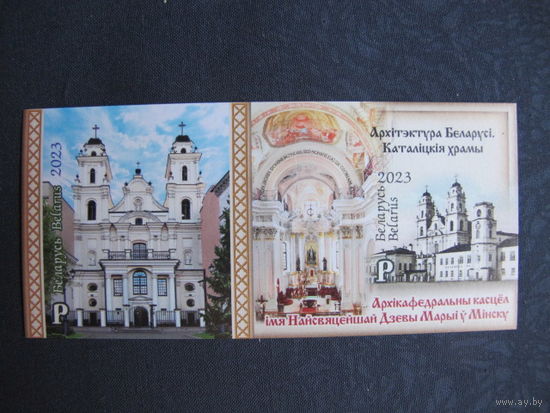 Беларусь Belarus 2023
P
Архітэктура Беларусі.
Каталіцкія храмы
2023
Беларусь
Belarus
P
Архікафедральны касцёл
імя Найсвяцейшай Дзевы Марыі ў Мінску
www.ay.by